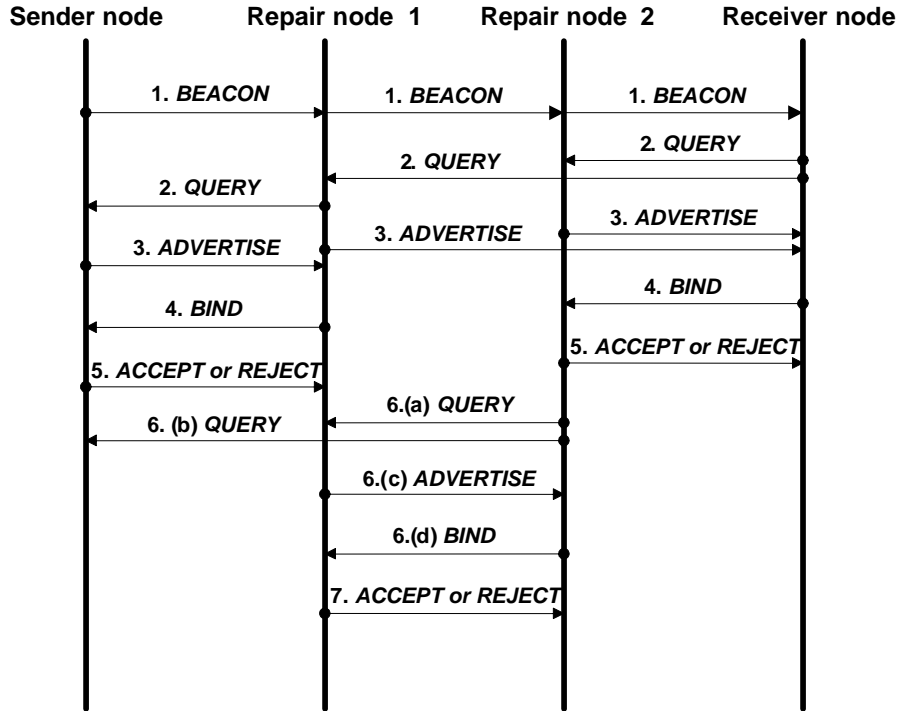 Sender node
Repair node 1
Repair node 2
Receiver node
1. BEACON
1. BEACON
1. BEACON
2. QUERY
2. QUERY
2. QUERY
3. ADVERTISE
3. ADVERTISE
3. ADVERTISE
4. BIND
4. BIND
5. ACCEPT or REJECT
5. ACCEPT or REJECT
6.(a) QUERY
6. (b) QUERY
6.(c) ADVERTISE
6.(d) BIND
7. ACCEPT or REJECT